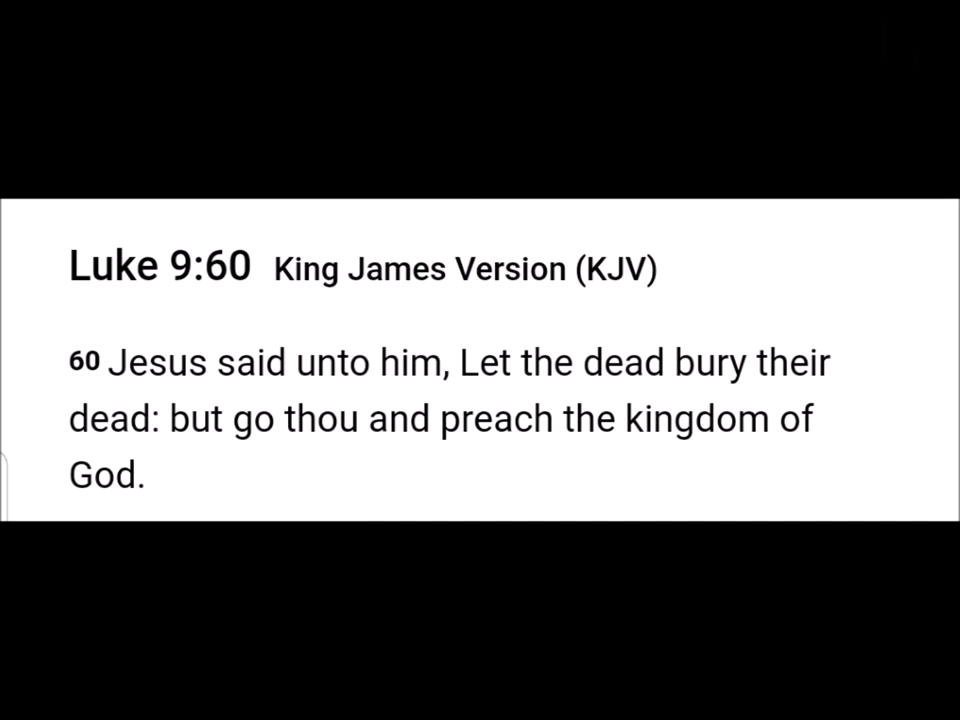 Luke 9:60 King James Version (KJV)
60 Jesus said unto him, Let the dead bury their
dead: but go thou and preach the kingdom of
God.